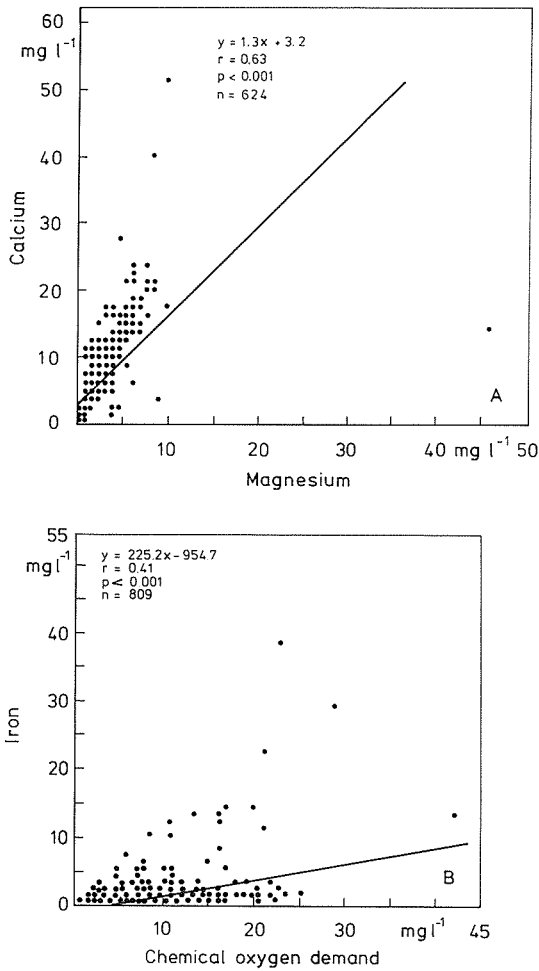 60
mg l⁻¹
50
40
30
20
10
0
Calcium
y = 1.3x + 3.2
r = 0.63
p < 0.001
n = 624
A
10 20 30 40 mg l⁻¹ 50
Magnesium
55
mg l⁻¹
40
30
20
10
0
Iron
y = 225.2x - 954.7
r = 0.41
p < 0.001
n = 809
B
10 20 30 mg l⁻¹ 45
Chemical oxygen demand